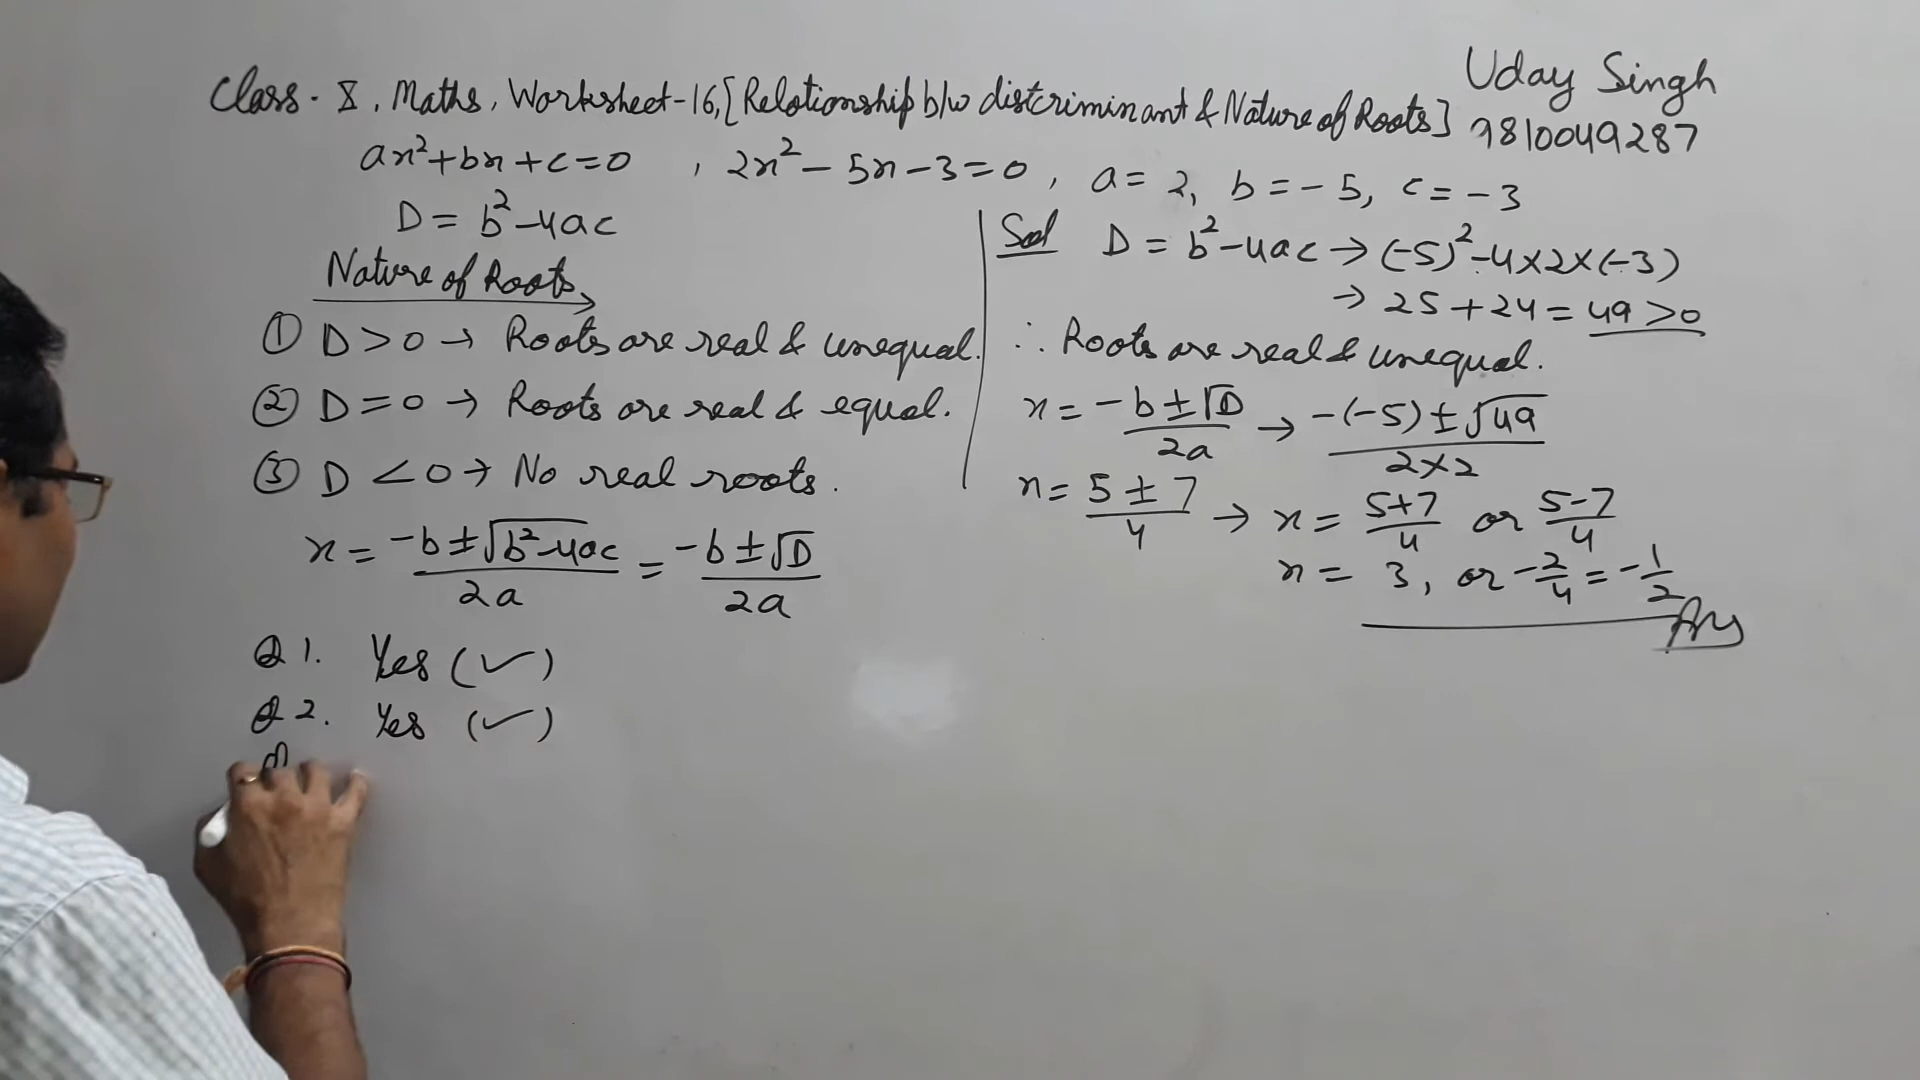 Class - X, Maths, Worksheet-16, [Relationship b/w distcriminant & Nature of Roots]
Uday Singh
9810049287
ax²+bx+c=0 , 2x²-5x-3=0, a=2, b=-5, c=-3
D=b²-4ac
Nature of Roots
① D>0 → Roots are real & unequal.
② D=0 → Roots are real & equal.
③ D<0 → No real roots.
x = (-b±√(b²-4ac))/2a = (-b±√D)/2a
Q1. Yes (✓)
Q2. Yes (✓)
Sol D = b²-4ac → (-5)²-4×2×(-3)
→ 25+24 = 49>0
∴ Roots are real & unequal.
x = (-b±√D)/2a → (-(-5)±√49)/(2×2)
x = (5±7)/4 → x = (5+7)/4 or (5-7)/4
x = 3, or -2/4 = -1/2
Ans